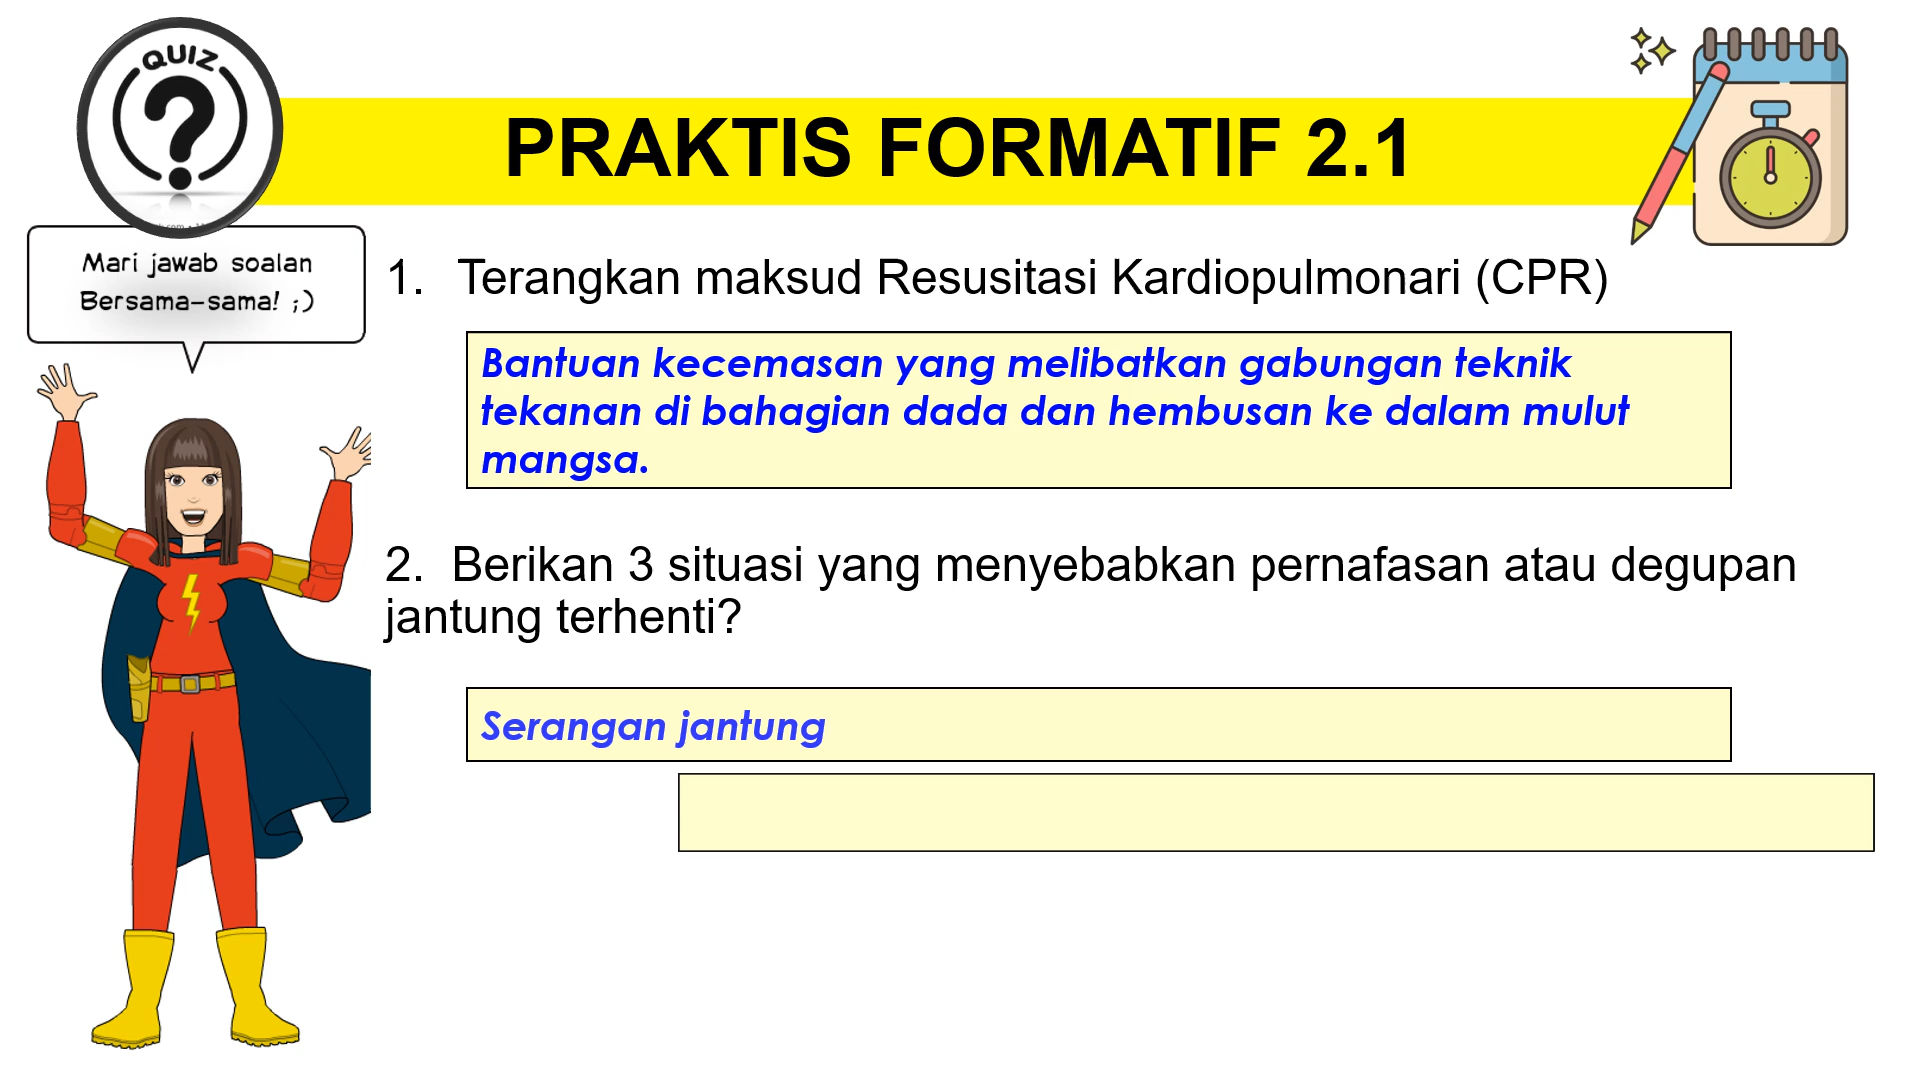 QUIZ
PRAKTIS FORMATIF 2.1
Mari jawab soalan
Bersama-sama! ;)
1. Terangkan maksud Resusitasi Kardiopulmonari (CPR)
Bantuan kecemasan yang melibatkan gabungan teknik
tekanan di bahagian dada dan hembusan ke dalam mulut
mangsa.
2. Berikan 3 situasi yang menyebabkan pernafasan atau degupan
jantung terhenti?
Serangan jantung